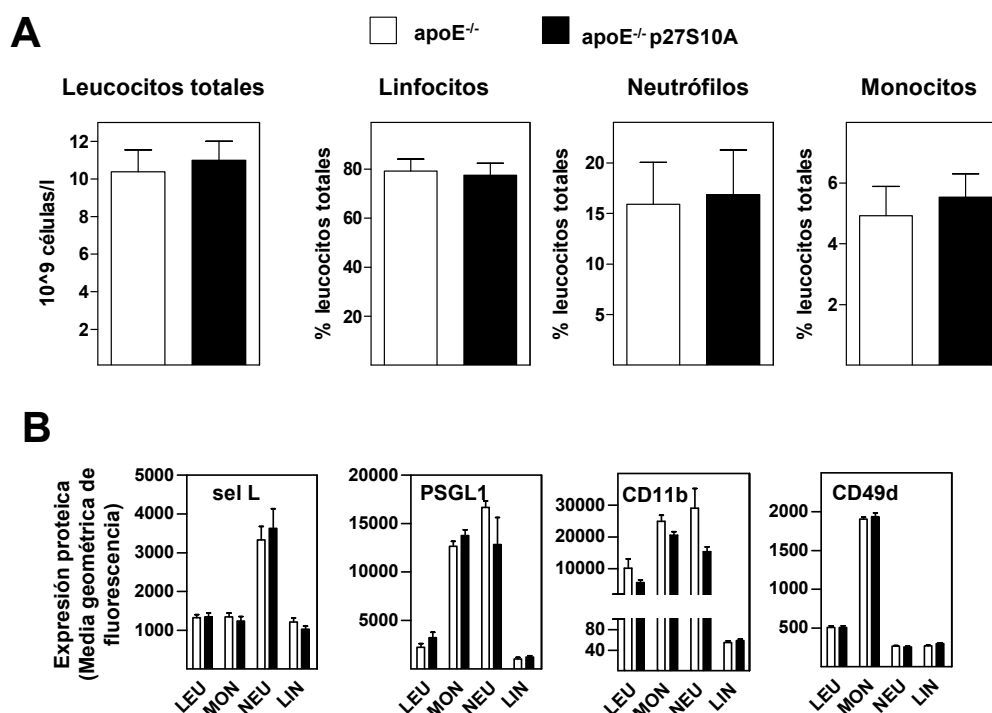 A
apoE-/-
apoE-/- p27S10A
Leucocitos totales
Linfocitos
Neutrófilos
Monocitos
10^9 células/l
12
10
8
6
4
2
% leucocitos totales
80
60
40
20
% leucocitos totales
20
15
10
5
% leucocitos totales
6
4
2
B
Expresión proteica
(Media geométrica de
fluorescencia)
sel L
5000
4000
3000
2000
1000
LEU MON NEU LIN
PSGL1
20000
15000
10000
5000
LEU MON NEU LIN
CD11b
30000
20000
10000
80
40
LEU MON NEU LIN
CD49d
2000
1500
1000
500
LEU MON NEU LIN